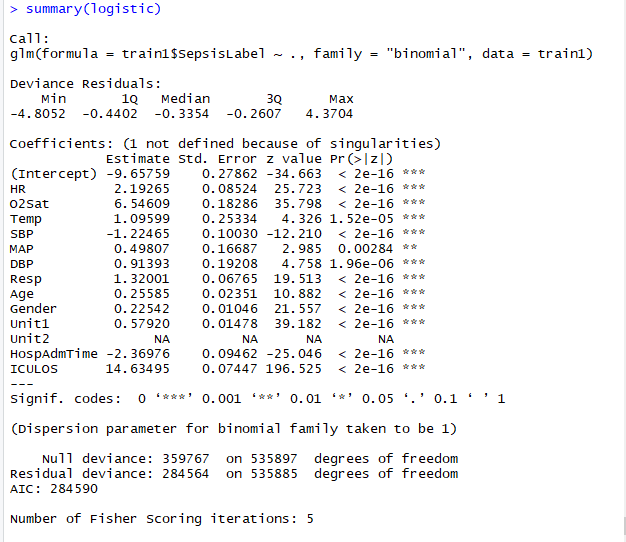 > summary(logistic)
Call:
glm(formula = train1$SepsisLabel ~ ., family = "binomial", data = train1)
Deviance Residuals:
    Min       1Q   Median       3Q      Max
-4.8052  -0.4402  -0.3354  -0.2607   4.3704
Coefficients: (1 not defined because of singularities)
            Estimate Std. Error z value Pr(>|z|)
(Intercept) -9.65759    0.27862 -34.663  < 2e-16 ***
HR           2.19265    0.08524  25.723  < 2e-16 ***
O2Sat        6.54609    0.18286  35.798  < 2e-16 ***
Temp         1.09599    0.25334   4.326 1.52e-05 ***
SBP         -1.22465    0.10030 -12.210  < 2e-16 ***
MAP          0.49807    0.16687   2.985  0.00284 **
DBP          0.91393    0.19208   4.758 1.96e-06 ***
Resp         1.32001    0.06765  19.513  < 2e-16 ***
Age          0.25585    0.02351  10.882  < 2e-16 ***
Gender       0.22542    0.01046  21.557  < 2e-16 ***
Unit1        0.57920    0.01478  39.182  < 2e-16 ***
Unit2             NA         NA      NA       NA
HospAdmTime -2.36976    0.09462 -25.046  < 2e-16 ***
ICULOS      14.63495    0.07447 196.525  < 2e-16 ***
---
Signif. codes:  0 ‘***’ 0.001 ‘**’ 0.01 ‘*’ 0.05 ‘.’ 0.1 ‘ ’ 1
(Dispersion parameter for binomial family taken to be 1)
    Null deviance: 359767  on 535897  degrees of freedom
Residual deviance: 284564  on 535885  degrees of freedom
AIC: 284590
Number of Fisher Scoring iterations: 5